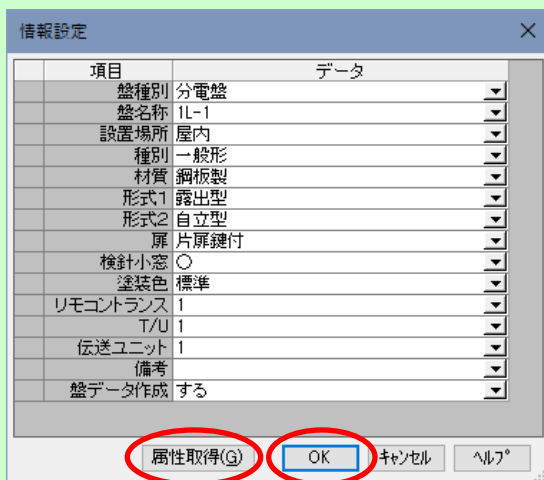 情報設定
項目 データ
盤種別 分電盤
盤名称 1L-1
設置場所 屋内
種別 一般形
材質 鋼板製
形式1 露出型
形式2 自立型
扉 片扉鍵付
検針小窓 ○
塗装色 標準
リモコントランス 1
T/U 1
伝送ユニット 1
備考
盤データ作成 する
属性取得(G) OK キャンセル ヘルプ